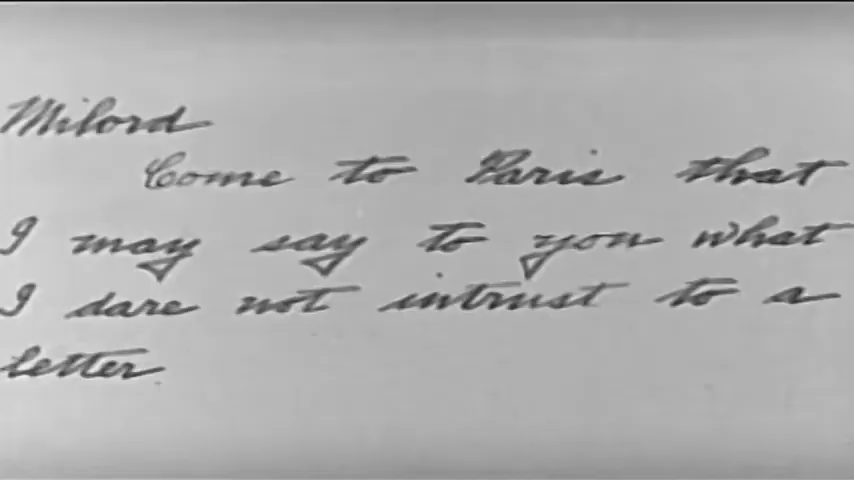 Milord
Come to Paris that
I may say to you what
I dare not intrust to a
letter